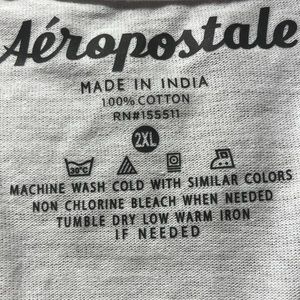 Aéropostale
MADE IN INDIA
100% COTTON
RN#155511
2XL
30°C
MACHINE WASH COLD WITH SIMILAR COLORS
NON CHLORINE BLEACH WHEN NEEDED
TUMBLE DRY LOW WARM IRON
IF NEEDED